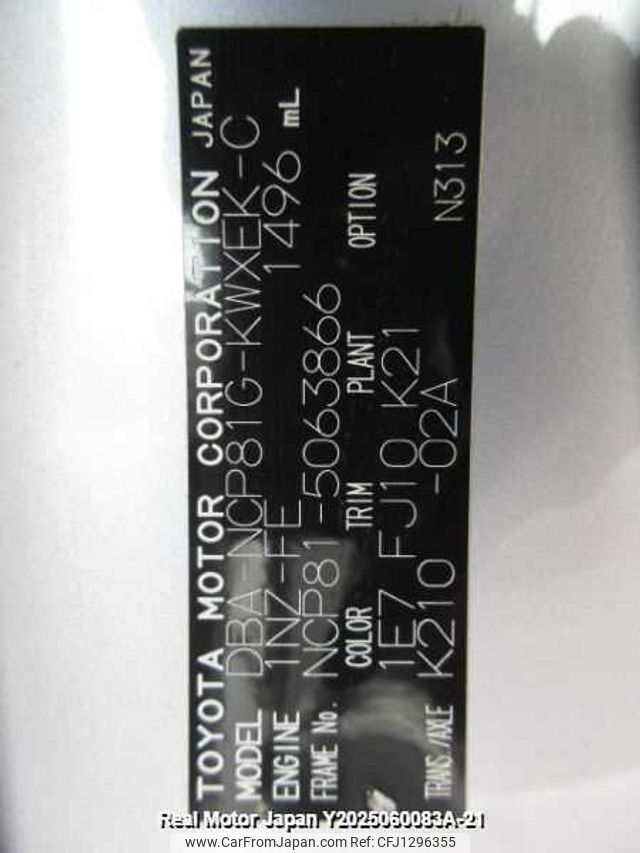 TOYOTA MOTOR CORPORATION JAPAN
MODEL DBA-NCP81G-KWXEK-C
ENGINE 1NZ-FE 1496 mL
FRAME No. NCP81-5063866
COLOR TRIM PLANT OPTION
1E7 FJ10 K21
TRANS./AXLE K210 -02A N313
Real Motor Japan Y2025060083A-21
www.CarFromJapan.com CFJ1296355